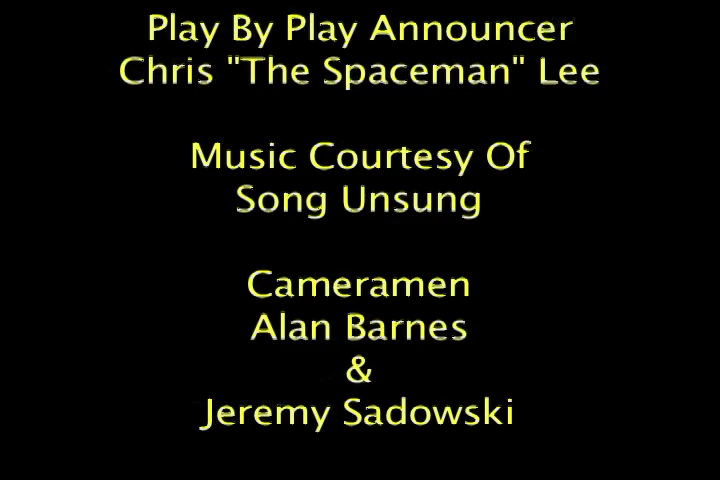 Play By Play Announcer
Chris "The Spaceman" Lee
Music Courtesy Of
Song Unsung
Cameramen
Alan Barnes
&
Jeremy Sadowski